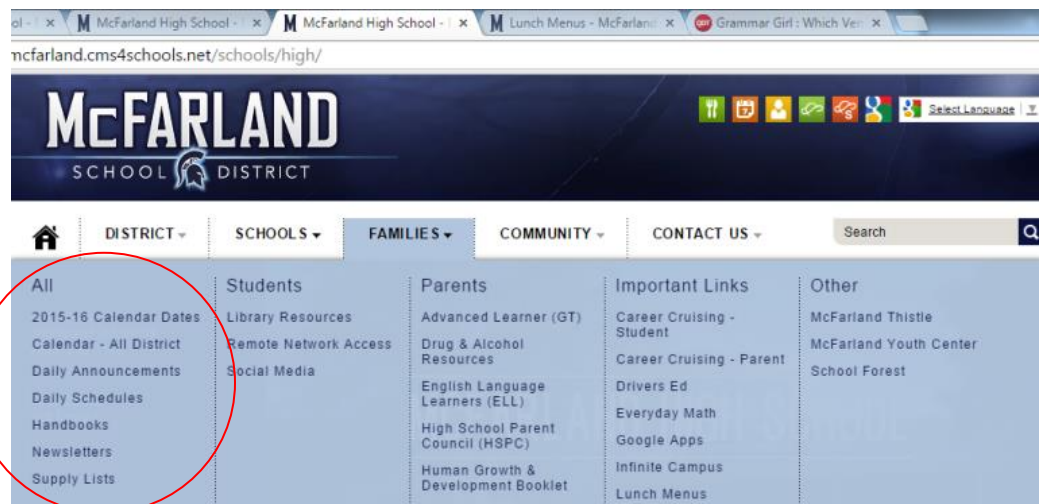 ol - 
McFarland High School -
McFarland High School -
Lunch Menus - McFarland
Grammar Girl : Which Ver
mcfarland.cms4schools.net/schools/high/
McFARLAND
SCHOOL DISTRICT
Select Language
DISTRICT
SCHOOLS
FAMILIES
COMMUNITY
CONTACT US
Search
All
2015-16 Calendar Dates
Calendar - All District
Daily Announcements
Daily Schedules
Handbooks
Newsletters
Supply Lists
Students
Library Resources
Remote Network Access
Social Media
Parents
Advanced Learner (GT)
Drug & Alcohol
Resources
English Language
Learners (ELL)
High School Parent
Council (HSPC)
Human Growth &
Development Booklet
Important Links
Career Cruising -
Student
Career Cruising - Parent
Drivers Ed
Everyday Math
Google Apps
Infinite Campus
Lunch Menus
Other
McFarland Thistle
McFarland Youth Center
School Forest